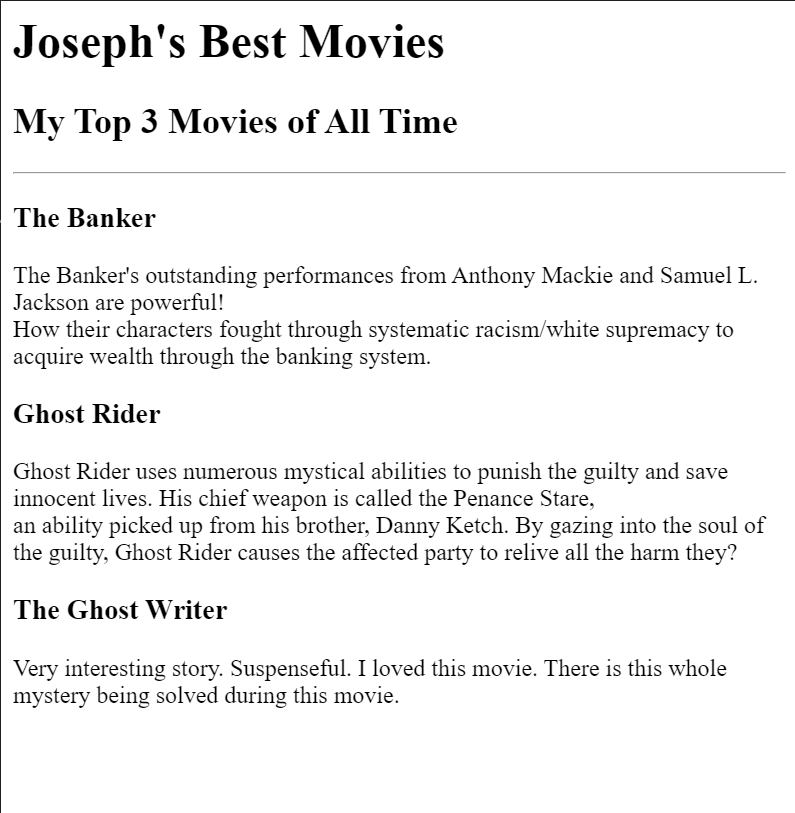 Joseph's Best Movies
My Top 3 Movies of All Time
The Banker
The Banker's outstanding performances from Anthony Mackie and Samuel L.
Jackson are powerful!
How their characters fought through systematic racism/white supremacy to
acquire wealth through the banking system.
Ghost Rider
Ghost Rider uses numerous mystical abilities to punish the guilty and save
innocent lives. His chief weapon is called the Penance Stare,
an ability picked up from his brother, Danny Ketch. By gazing into the soul of
the guilty, Ghost Rider causes the affected party to relive all the harm they?
The Ghost Writer
Very interesting story. Suspenseful. I loved this movie. There is this whole
mystery being solved during this movie.